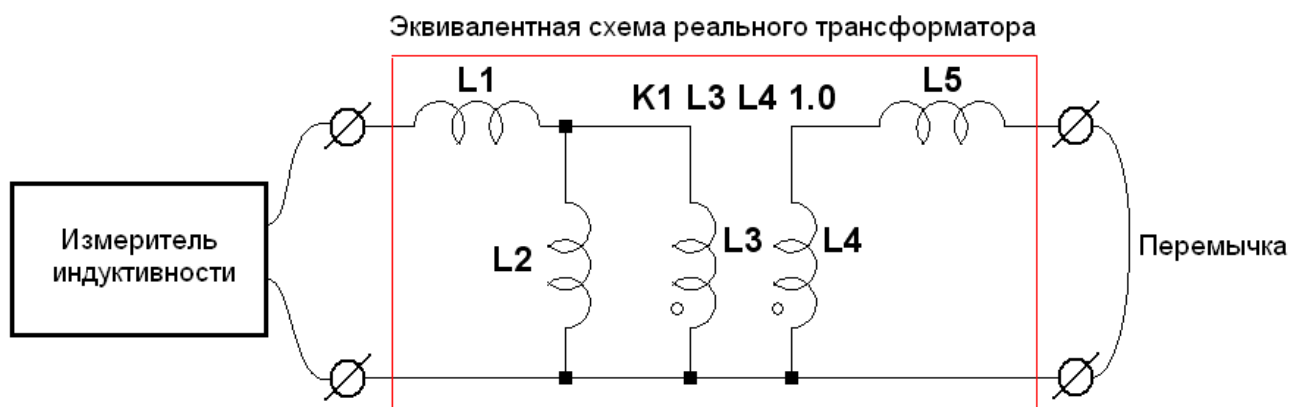 Эквивалентная схема реального трансформатора
L1
K1 L3 L4 1.0
L5
Измеритель
индуктивности
L2
L3
L4
Перемычка